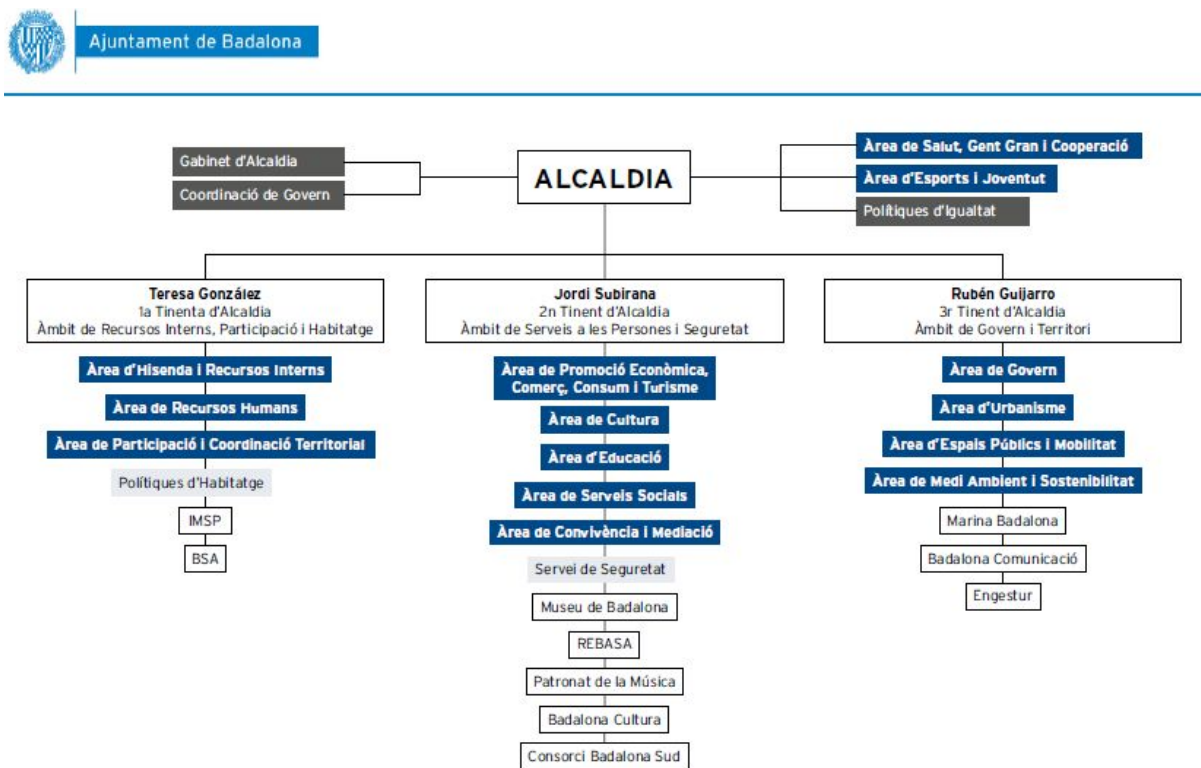 Ajuntament de Badalona
Gabinet d'Alcaldia
Coordinació de Govern
ALCALDIA
Àrea de Salut, Gent Gran i Cooperació
Àrea d'Esports i Joventut
Polítiques d'Igualtat
Teresa González
1a Tinenta d'Alcaldia
Àmbit de Recursos Interns, Participació i Habitatge
Àrea d'Hisenda i Recursos Interns
Àrea de Recursos Humans
Àrea de Participació i Coordinació Territorial
Polítiques d'Habitatge
IMSP
BSA
Jordi Subirana
2n Tinent d'Alcaldia
Àmbit de Serveis a les Persones i Seguretat
Àrea de Promoció Econòmica,
Comerç, Consum i Turisme
Àrea de Cultura
Àrea d'Educació
Àrea de Serveis Socials
Àrea de Convivència i Mediació
Servei de Seguretat
Museu de Badalona
REBASA
Patronat de la Música
Badalona Cultura
Consorci Badalona Sud
Rubén Guijarro
3r Tinent d'Alcaldia
Àmbit de Govern i Territori
Àrea de Govern
Àrea d'Urbanisme
Àrea d'Espais Públics i Mobilitat
Àrea de Medi Ambient i Sostenibilitat
Marina Badalona
Badalona Comunicació
Engestur